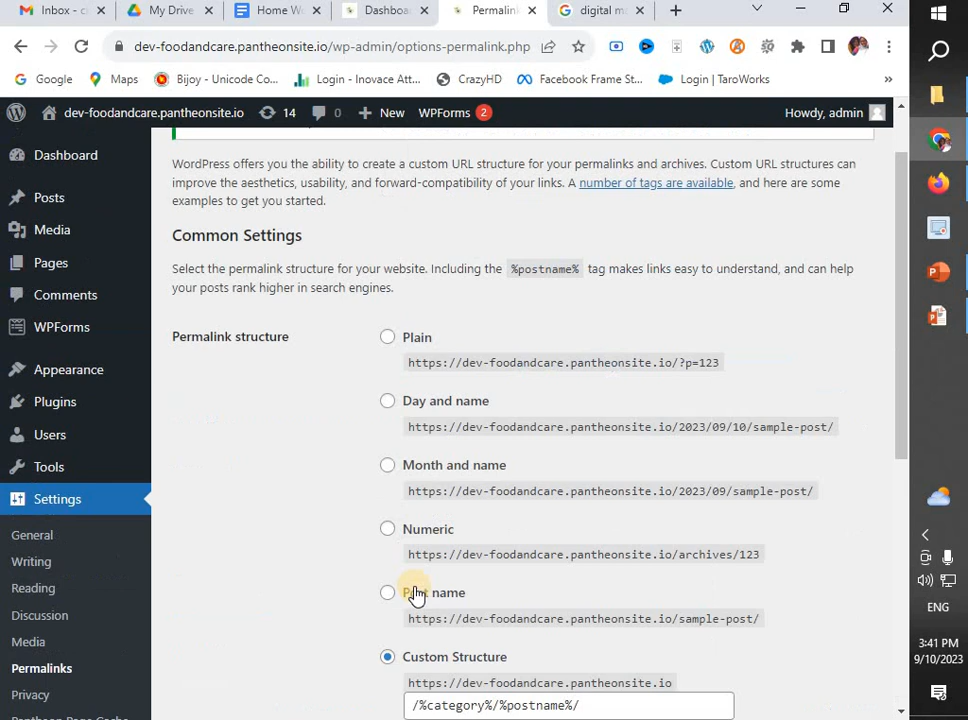 Inbox - c
My Drive
Home W
Dashboa
Permalink
digital m
dev-foodandcare.pantheonsite.io/wp-admin/options-permalink.php
Google
Maps
Bijoy - Unicode Co...
Login - Inovace Att...
CrazyHD
Facebook Frame St...
Login | TaroWorks
»
dev-foodandcare.pantheonsite.io
14
0
New
WPForms 2
Howdy, admin
Dashboard
Posts
Media
Pages
Comments
WPForms
Appearance
Plugins
Users
Tools
Settings
General
Writing
Reading
Discussion
Media
Permalinks
Privacy
Pantheon Page Cache
WordPress offers you the ability to create a custom URL structure for your permalinks and archives. Custom URL structures can
improve the aesthetics, usability, and forward-compatibility of your links. A number of tags are available, and here are some
examples to get you started.
Common Settings
Select the permalink structure for your website. Including the %postname% tag makes links easy to understand, and can help
your posts rank higher in search engines.
Permalink structure
Plain
https://dev-foodandcare.pantheonsite.io/?p=123
Day and name
https://dev-foodandcare.pantheonsite.io/2023/09/10/sample-post/
Month and name
https://dev-foodandcare.pantheonsite.io/2023/09/sample-post/
Numeric
https://dev-foodandcare.pantheonsite.io/archives/123
Post name
https://dev-foodandcare.pantheonsite.io/sample-post/
Custom Structure
https://dev-foodandcare.pantheonsite.io
/%category%/%postname%/
ENG
3:41 PM
9/10/2023